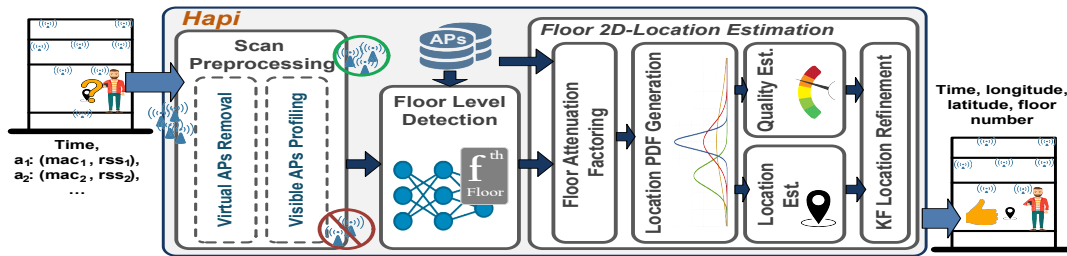 Hapi
Scan
Preprocessing
Virtual APs Removal
Visible APs Profiling
Time,
a₁: (mac₁ , rss₁),
a₂: (mac₂ , rss₂),
...
APs
Floor Level
Detection
f th
Floor
Floor 2D-Location Estimation
Floor Attenuation
Factoring
Location PDF Generation
Quality Est.
Location
Est.
KF Location Refinement
Time, longitude,
latitude, floor
number